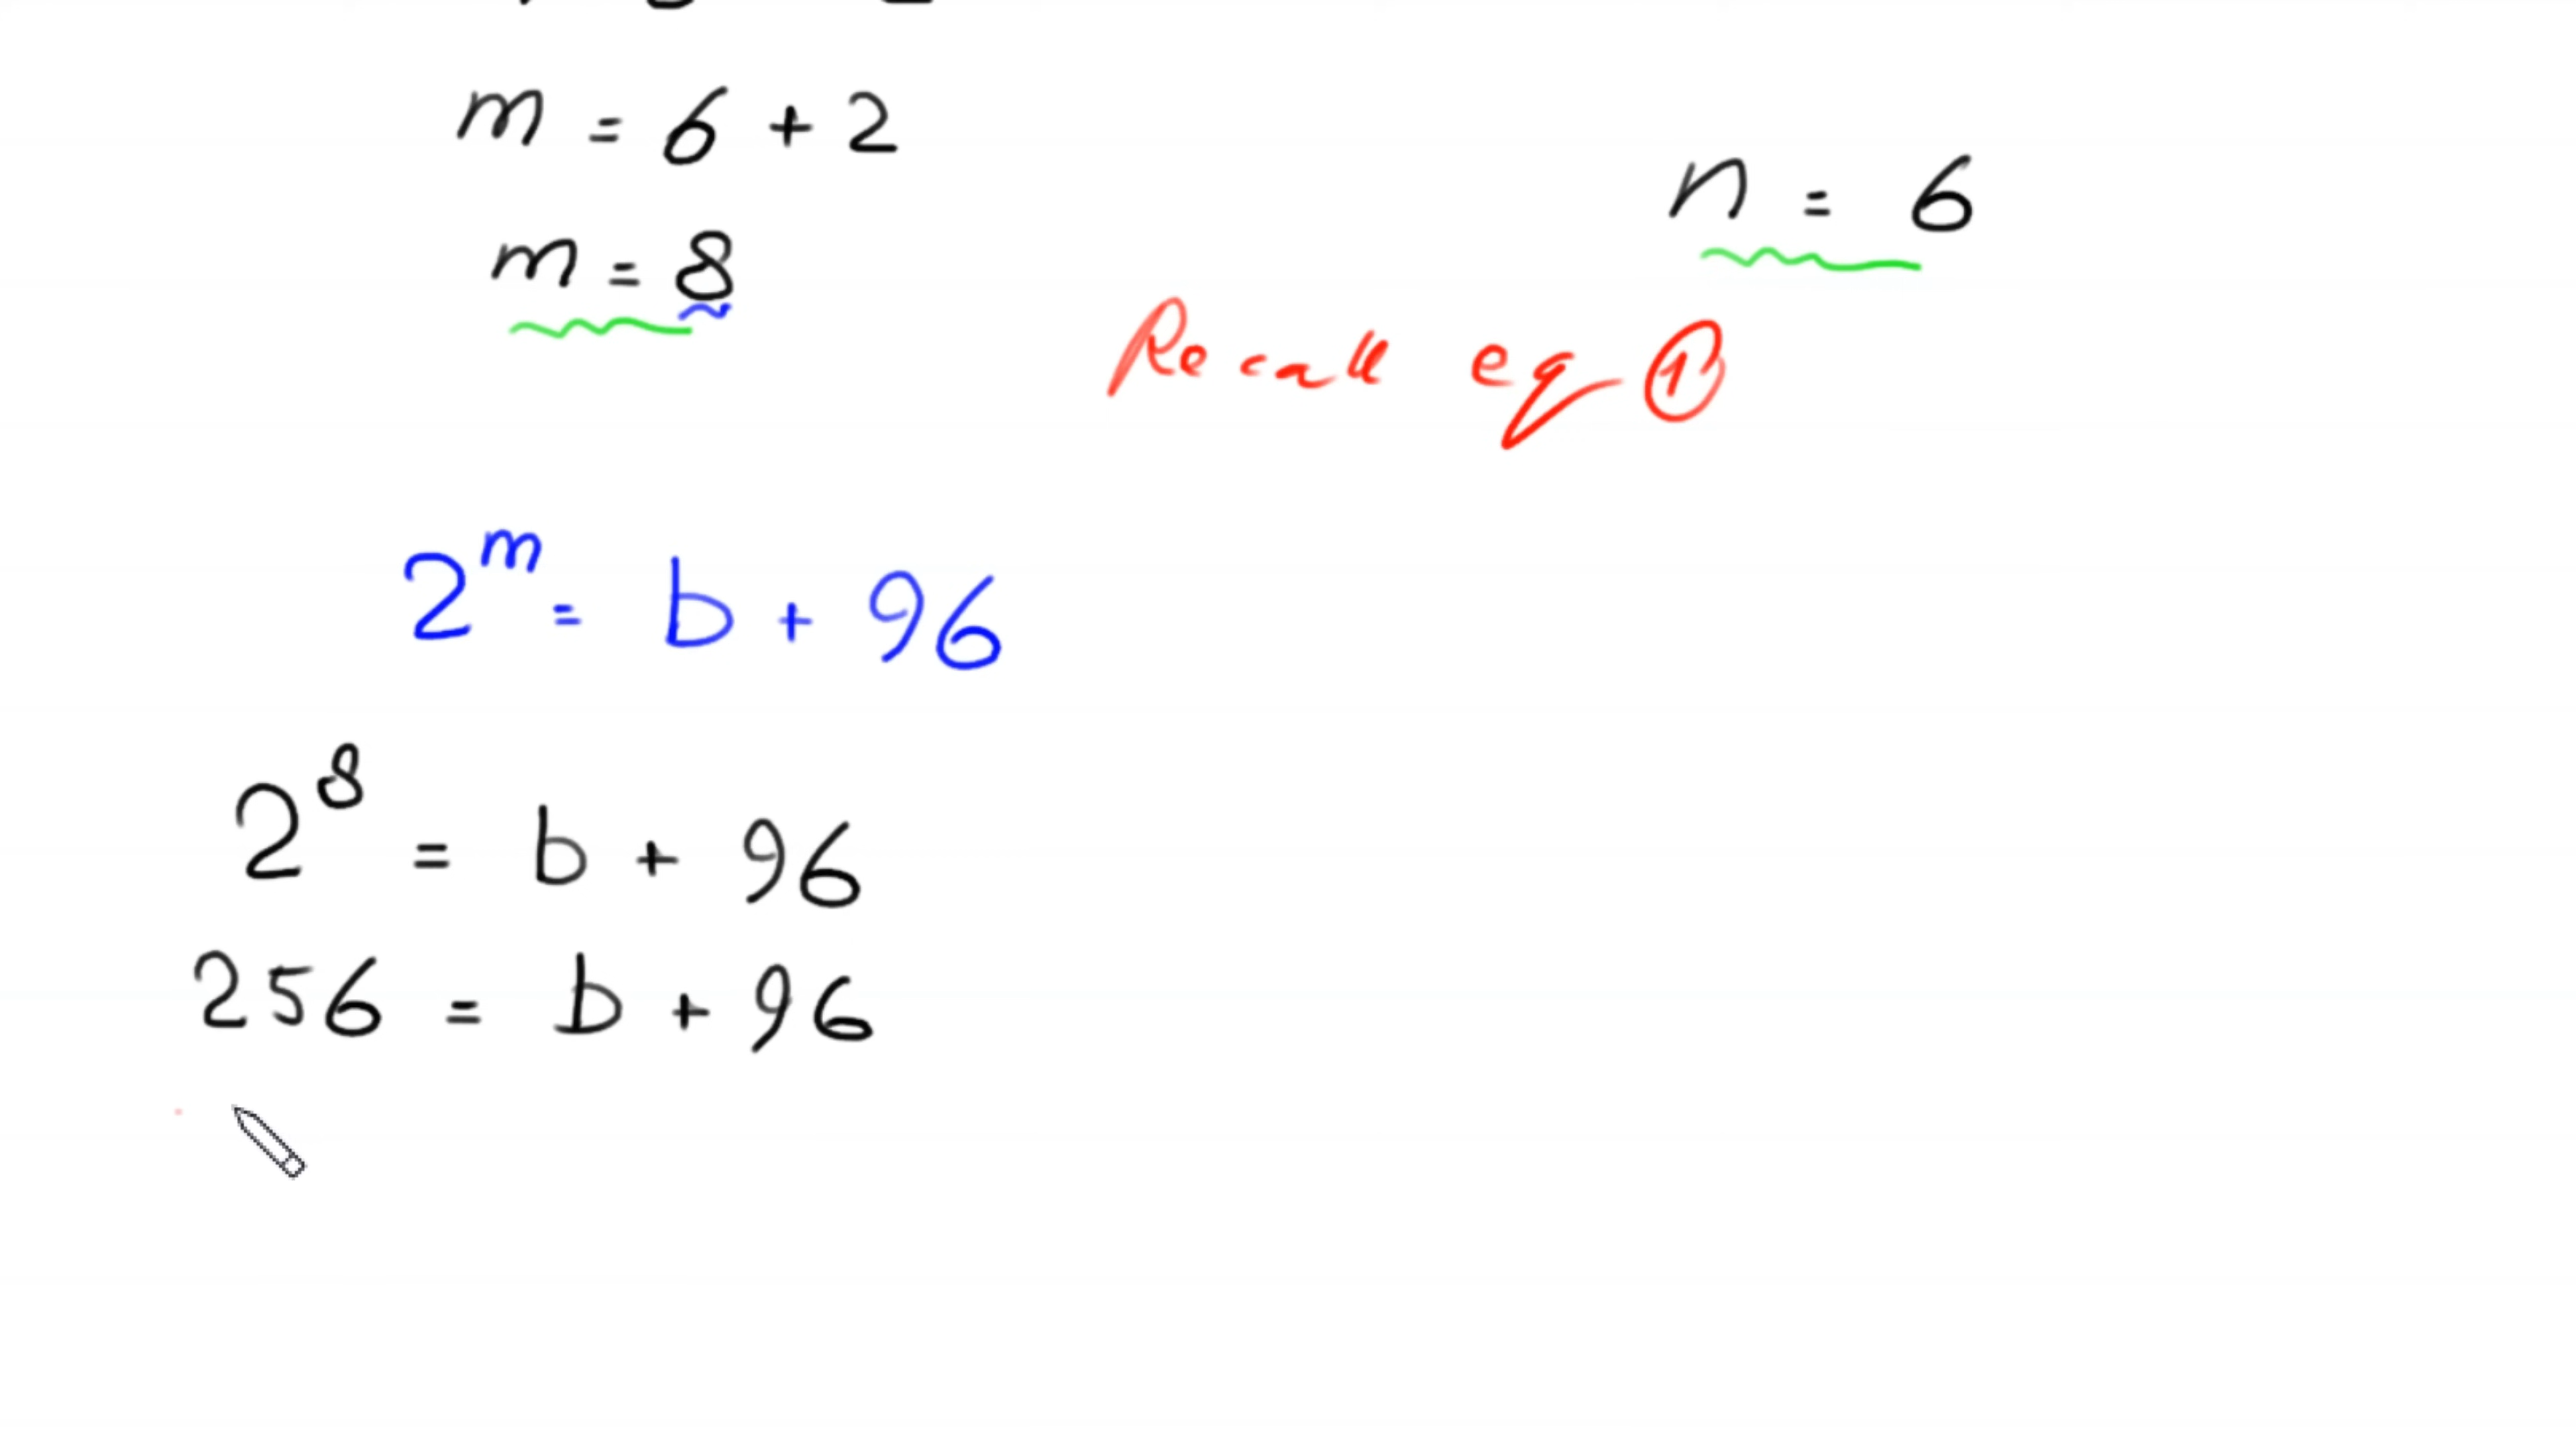 m = 6 + 2
n = 6
m = 8
Recall eq ①
2^m = b + 96
2^8 = b + 96
256 = b + 96